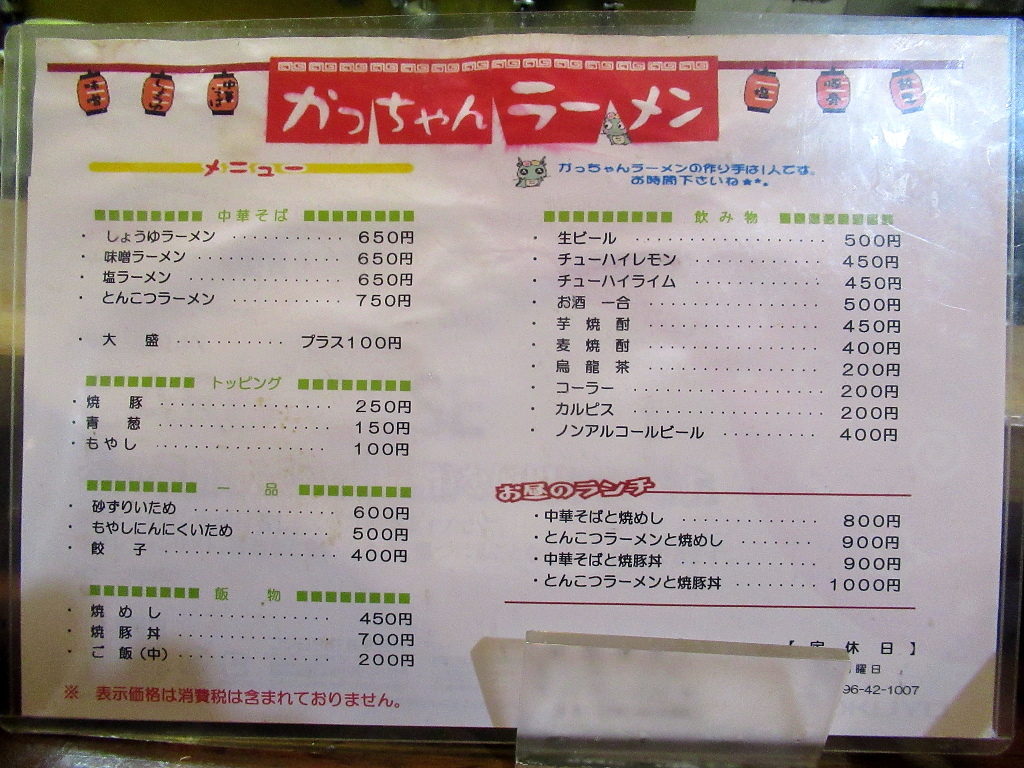 味噌
中華そば
かっちゃんラーメン
塩
豚骨
メニュー
かっちゃんラーメンの作り手は1人です。
お時間下さいね★★。
中華そば
・しょうゆラーメン ............ 650円
・味噌ラーメン ............ 650円
・塩ラーメン ............ 650円
・とんこつラーメン ............ 750円
・大　盛 ............ プラス100円
トッピング
・焼　豚 ............ 250円
・青　葱 ............ 150円
・もやし ............ 100円
一　品
・砂ずりいため ............ 600円
・もやしにんにくいため ............ 500円
・餃　子 ............ 400円
飯　物
・焼めし ............ 450円
・焼豚丼 ............ 700円
・ご飯(中) ............ 200円
※　表示価格は消費税は含まれておりません。
飲み物
・生ビール ............ 500円
・チューハイレモン ............ 450円
・チューハイライム ............ 450円
・お酒　一合 ............ 500円
・芋焼酎 ............ 450円
・麦焼酎 ............ 400円
・烏龍茶 ............ 200円
・コーラー ............ 200円
・カルピス ............ 200円
・ノンアルコールビール ......... 400円
お昼のランチ
・中華そばと焼めし ............ 800円
・とんこつラーメンと焼めし ........ 900円
・中華そばと焼豚丼 ............ 900円
・とんこつラーメンと焼豚丼 ........ 1000円
【定休日】
曜日
96-42-1007